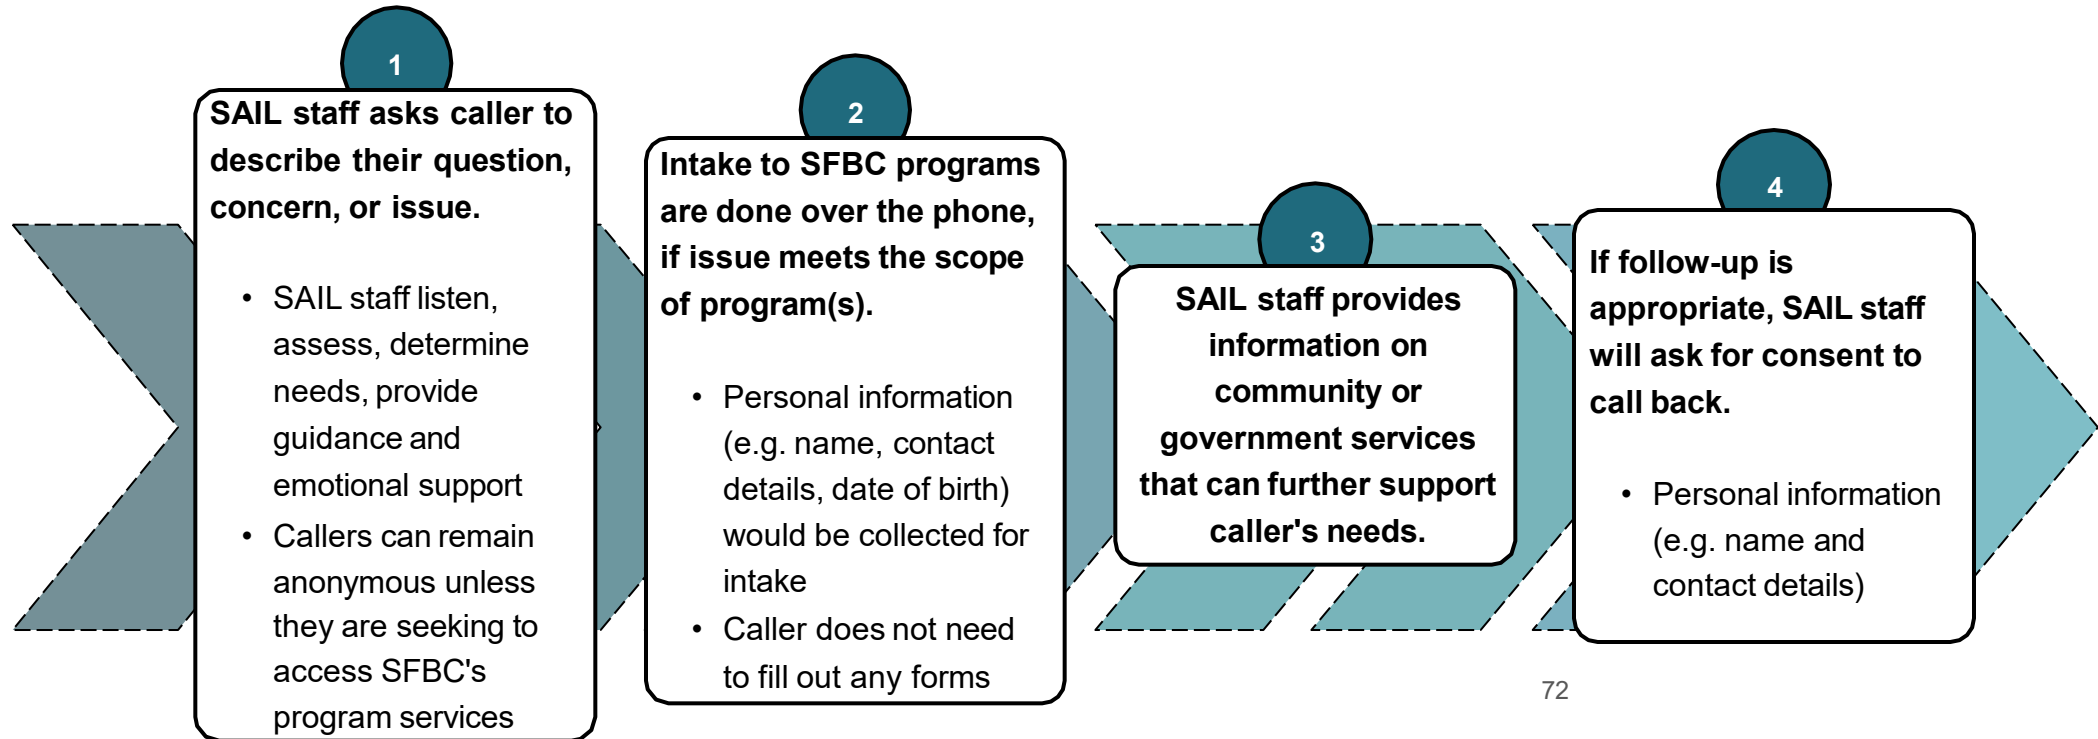 1
SAIL staff asks caller to
describe their question,
concern, or issue.
• SAIL staff listen,
assess, determine
needs, provide
guidance and
emotional support
• Callers can remain
anonymous unless
they are seeking to
access SFBC's
program services
2
Intake to SFBC programs
are done over the phone,
if issue meets the scope
of program(s).
• Personal information
(e.g. name, contact
details, date of birth)
would be collected for
intake
• Caller does not need
to fill out any forms
3
SAIL staff provides
information on
community or
government services
that can further support
caller's needs.
4
If follow-up is
appropriate, SAIL staff
will ask for consent to
call back.
• Personal information
(e.g. name and
contact details)
72